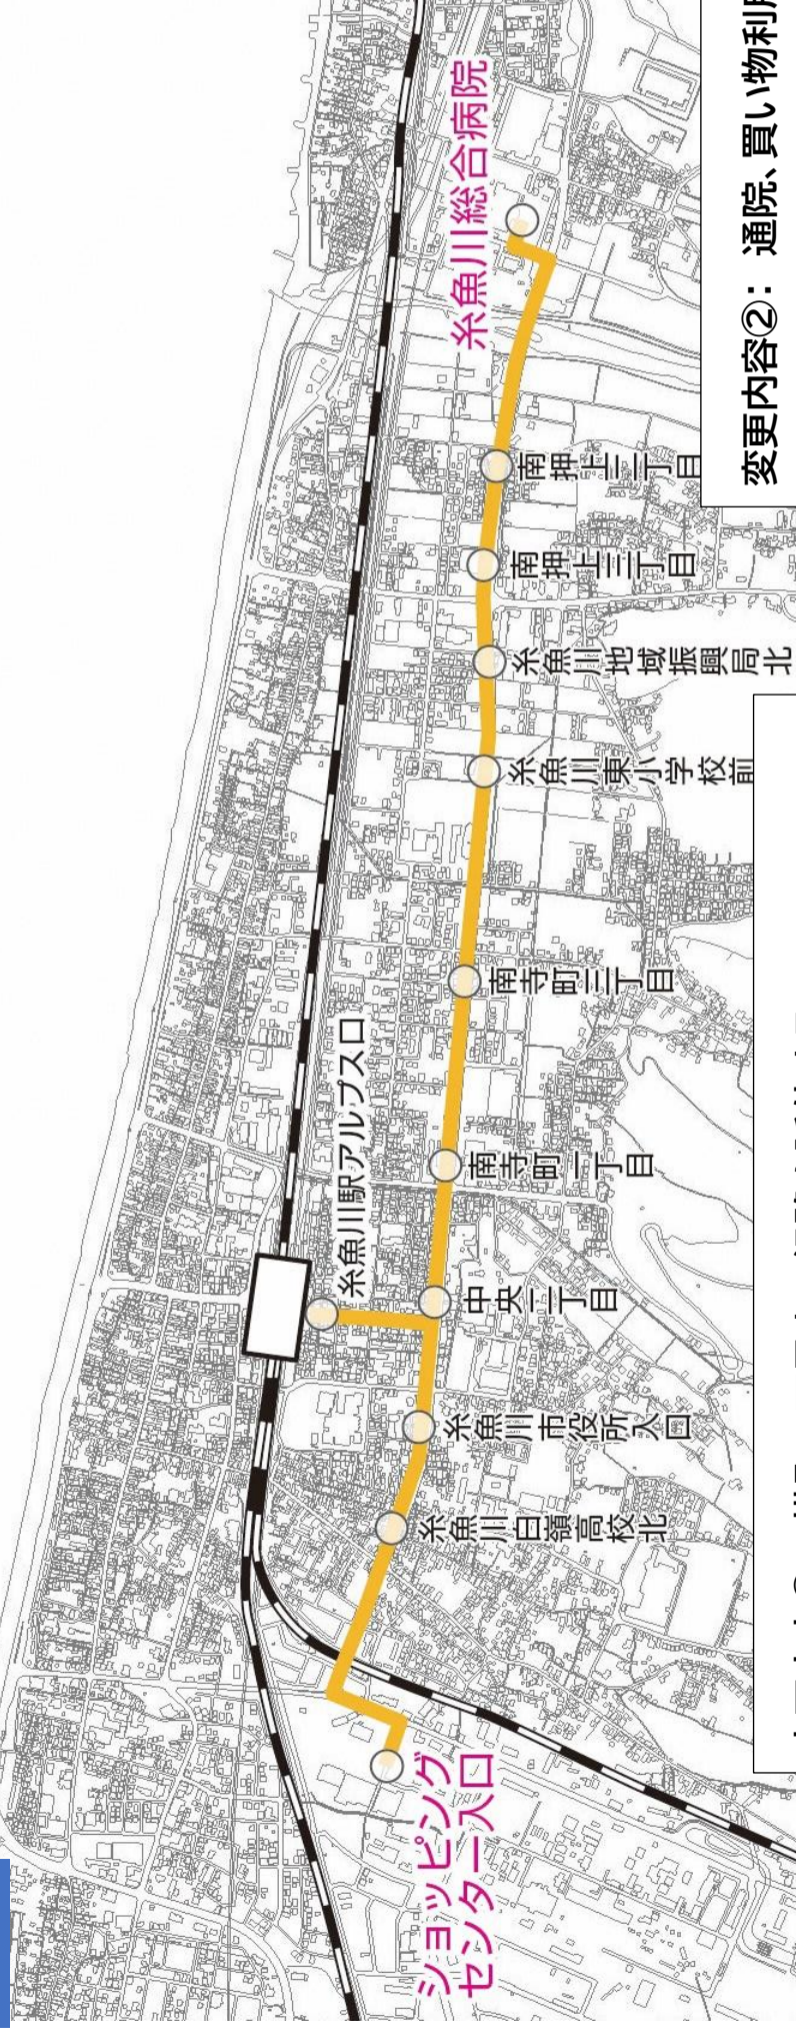 糸魚川総合病院
南押上二丁目
南押上三丁目
糸魚川地域振興局北
糸魚川東小学校前
南寺町三丁目
南寺町一丁目
糸魚川駅アルプス口
中央二丁目
糸魚川市役所入口
糸魚川白嶺高校北
ショッピング
センター入口
変更内容②：通院、買い物利